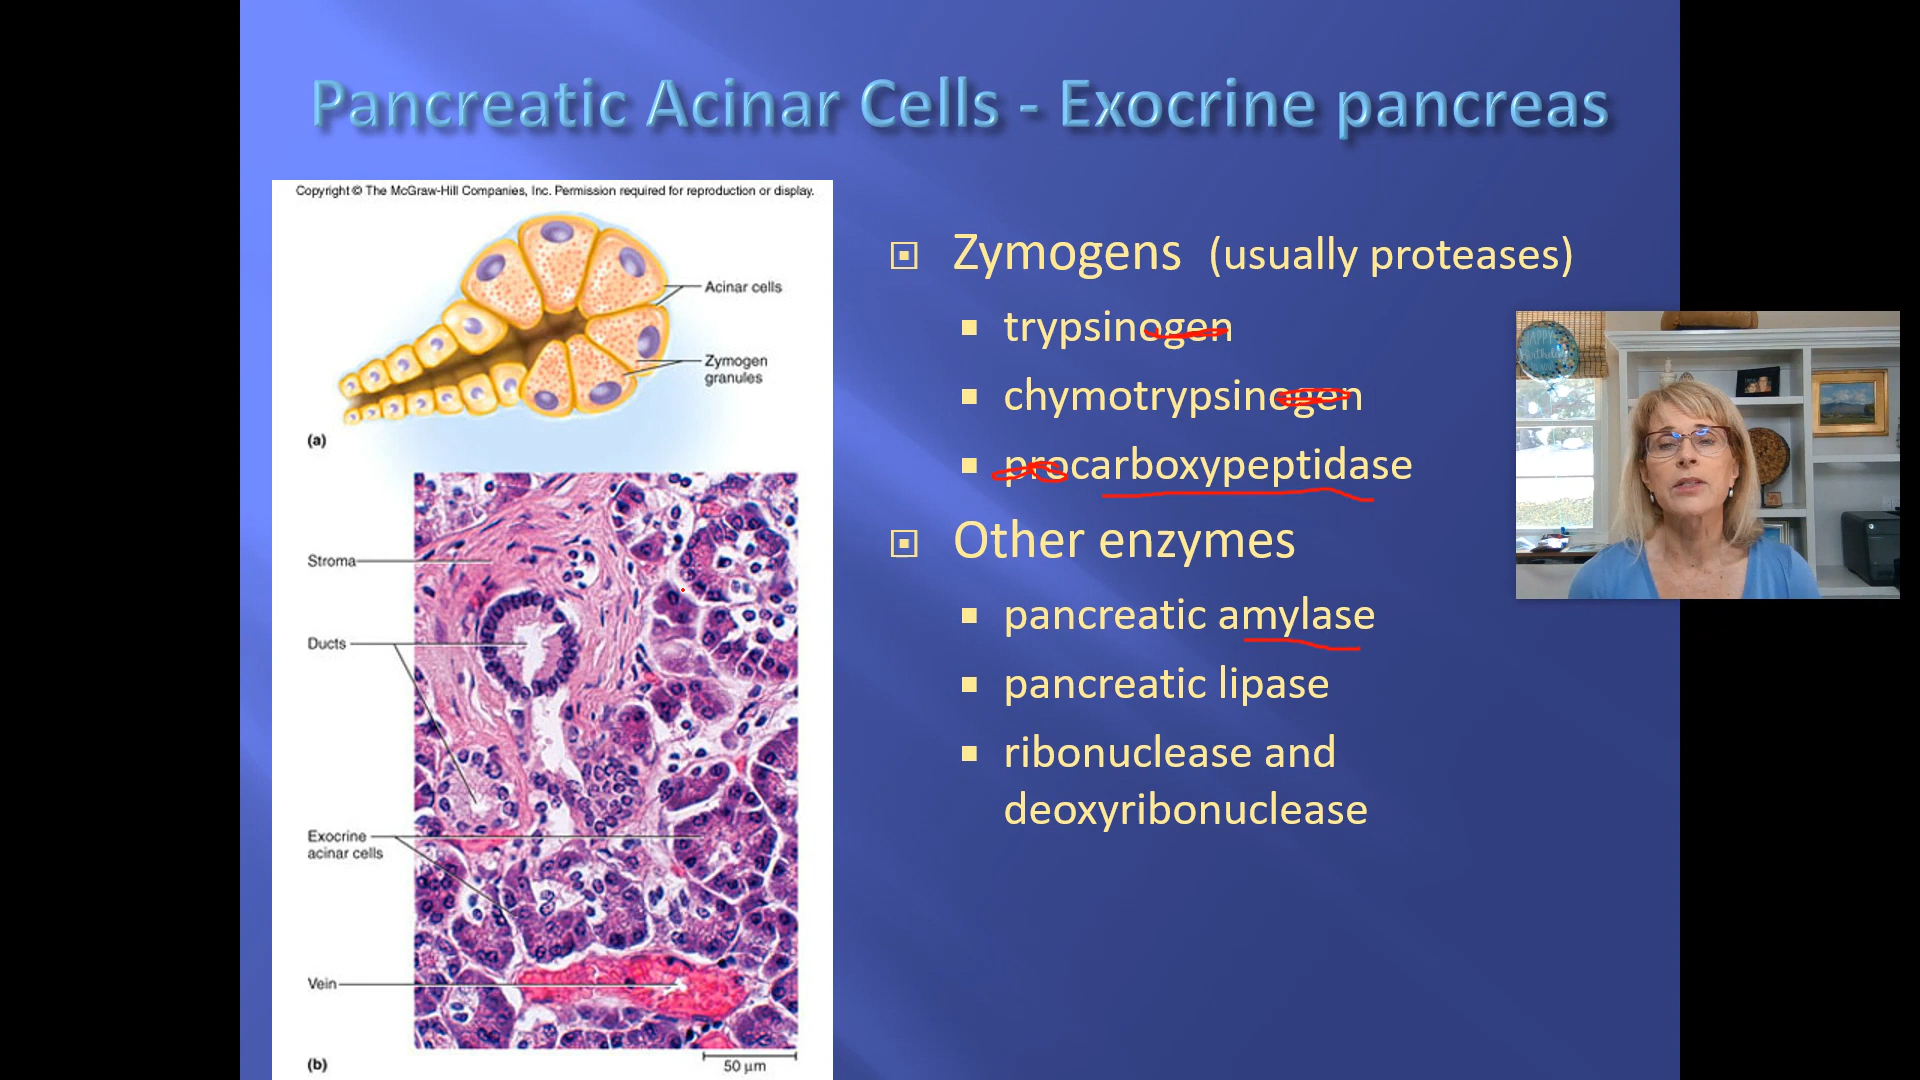 Pancreatic Acinar Cells - Exocrine pancreas
Copyright © The McGraw-Hill Companies, Inc. Permission required for reproduction or display.
Acinar cells
Zymogen
granules
(a)
Stroma
Ducts
Exocrine
acinar cells
Vein
(b)
50 µm
Zymogens (usually proteases)
trypsinogen
chymotrypsinogen
procarboxypeptidase
Other enzymes
pancreatic amylase
pancreatic lipase
ribonuclease and
deoxyribonuclease
HAPPY
Birthday